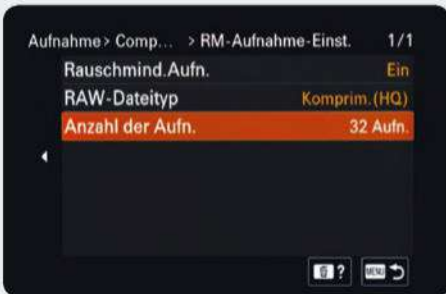 Aufnahme> Comp... > RM-Aufnahme-Einst. 1/1
Rauschmind.Aufn. Ein
RAW-Dateityp Komprim.(HQ)
Anzahl der Aufn. 32 Aufn.
? MENU